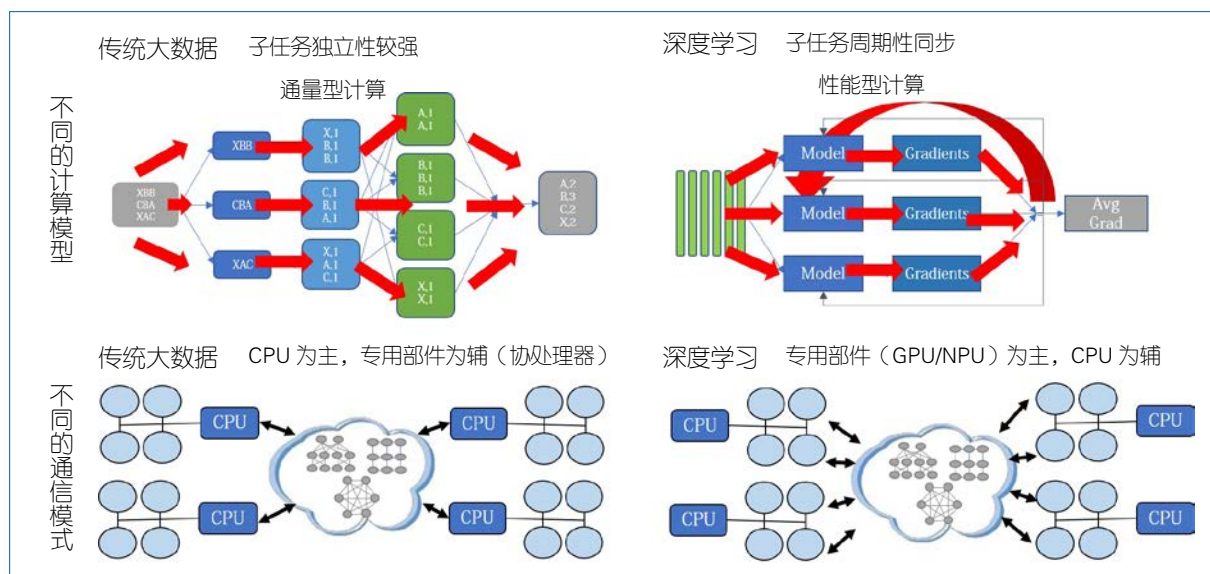 传统大数据 子任务独立性较强
通量型计算
不同的计算模型
XBB
CBA
XAC
XBB
CBA
XAC
X,1
B,1
B,1
C,1
B,1
A,1
X,1
A,1
C,1
A,1
A,1
B,1
B,1
B,1
C,1
C,1
X,1
X,1
A,2
B,3
C,2
X,2
深度学习 子任务周期性同步
性能型计算
Model
Gradients
Model
Gradients
Model
Gradients
Avg
Grad
不同的通信模式
传统大数据 CPU 为主，专用部件为辅（协处理器）
CPU
CPU
CPU
CPU
深度学习 专用部件（GPU/NPU）为主，CPU 为辅
CPU
CPU
CPU
CPU